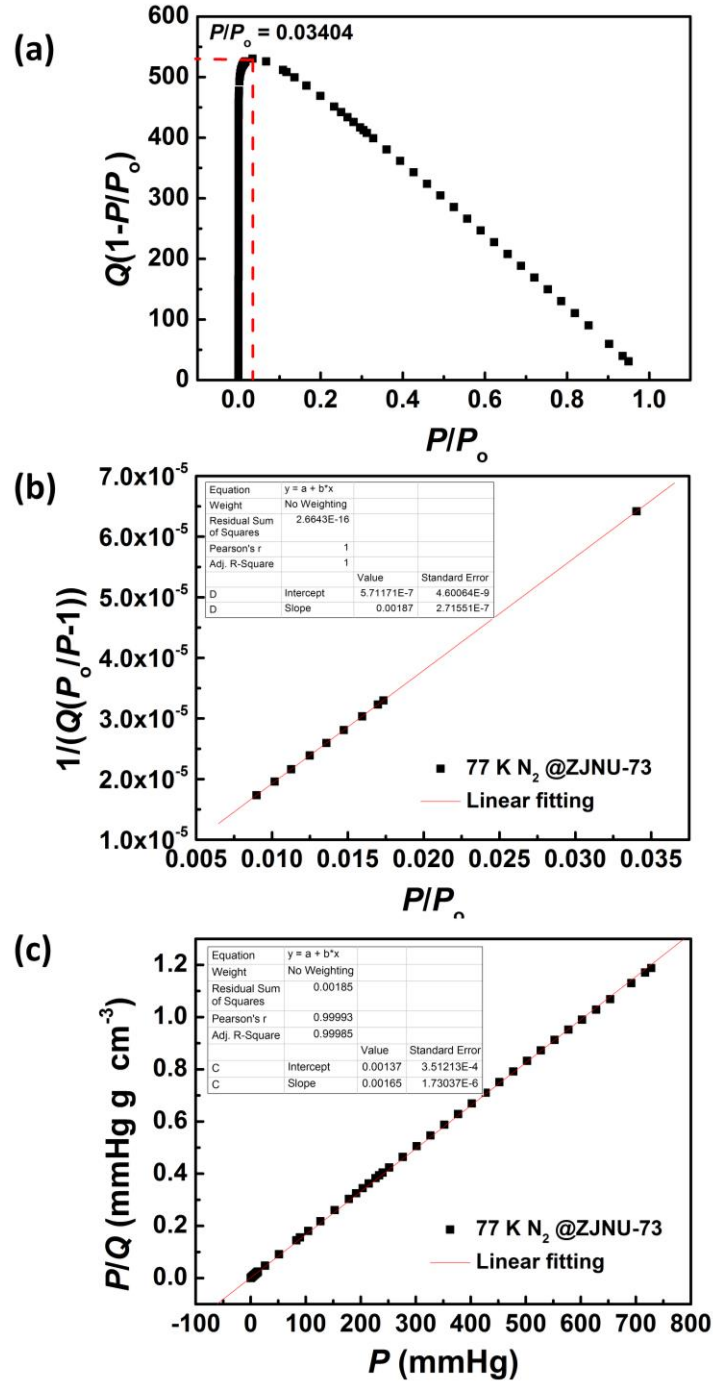 (a)
P/Pₒ = 0.03404
600
500
400
300
200
100
0
Q(1-P/Pₒ)
0.0 0.2 0.4 0.6 0.8 1.0
P/Pₒ
(b)
7.0x10⁻⁵
6.0x10⁻⁵
5.0x10⁻⁵
4.0x10⁻⁵
3.0x10⁻⁵
2.0x10⁻⁵
1.0x10⁻⁵
1/(Q(Pₒ/P-1))
Equation y = a + b*x
Weight No Weighting
Residual Sum of Squares 2.6643E-16
Pearson's r 1
Adj. R-Square 1
Value Standard Error
D Intercept 5.71171E-7 4.60064E-9
D Slope 0.00187 2.71551E-7
77 K N₂ @ZJNU-73
Linear fitting
0.005 0.010 0.015 0.020 0.025 0.030 0.035
P/Pₒ
(c)
1.2
1.0
0.8
0.6
0.4
0.2
0.0
P/Q (mmHg g cm⁻³)
Equation y = a + b*x
Weight No Weighting
Residual Sum of Squares 0.00185
Pearson's r 0.99993
Adj. R-Square 0.99985
Value Standard Error
C Intercept 0.00137 3.51213E-4
C Slope 0.00165 1.73037E-6
77 K N₂ @ZJNU-73
Linear fitting
-100 0 100 200 300 400 500 600 700 800
P (mmHg)